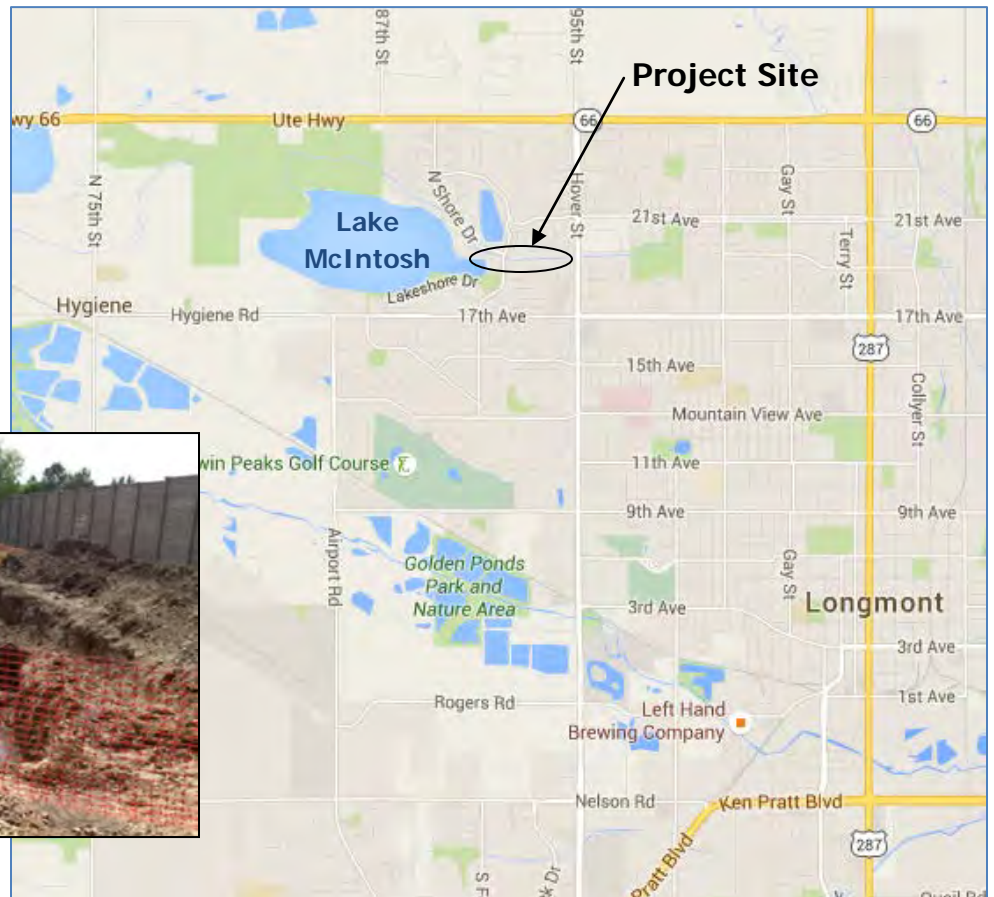 87th St
95th St
Project Site
wy 66
Ute Hwy
66
66
N 75th St
N Shore Dr
Hover St
Gay St
21st Ave
21st Ave
Terry St
Lake
McIntosh
Lakeshore Dr
Hygiene
Hygiene Rd
17th Ave
17th Ave
287
15th Ave
Collyer St
Mountain View Ave
win Peaks Golf Course
11th Ave
9th Ave
9th Ave
Airport Rd
Golden Ponds
Park and
Nature Area
Gay St
3rd Ave
Longmont
3rd Ave
1st Ave
Rogers Rd
Left Hand
Brewing Company
Nelson Rd
Ken Pratt Blvd
287
Pratt Blvd
S F
k Dr
Quail Rd